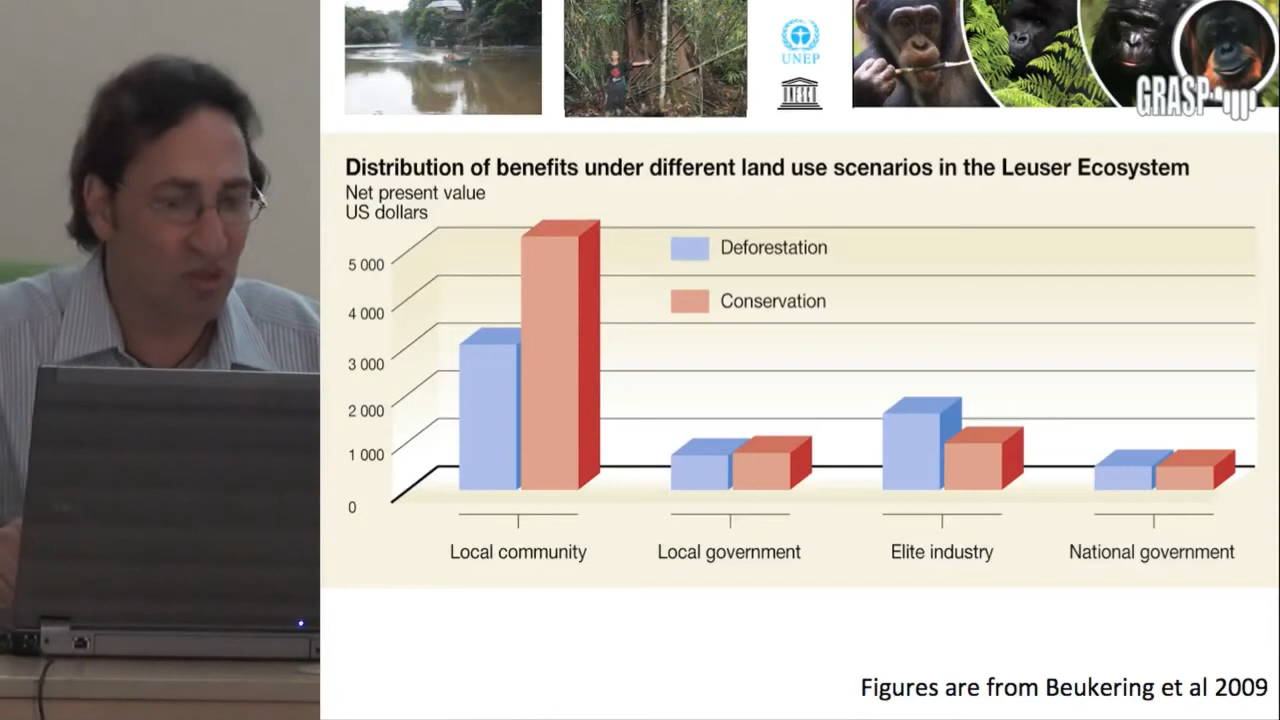 UNEP
UNESCO
GRASP
Distribution of benefits under different land use scenarios in the Leuser Ecosystem
Net present value
US dollars
5 000
4 000
3 000
2 000
1 000
0
Deforestation
Conservation
Local community
Local government
Elite industry
National government
Figures are from Beukering et al 2009